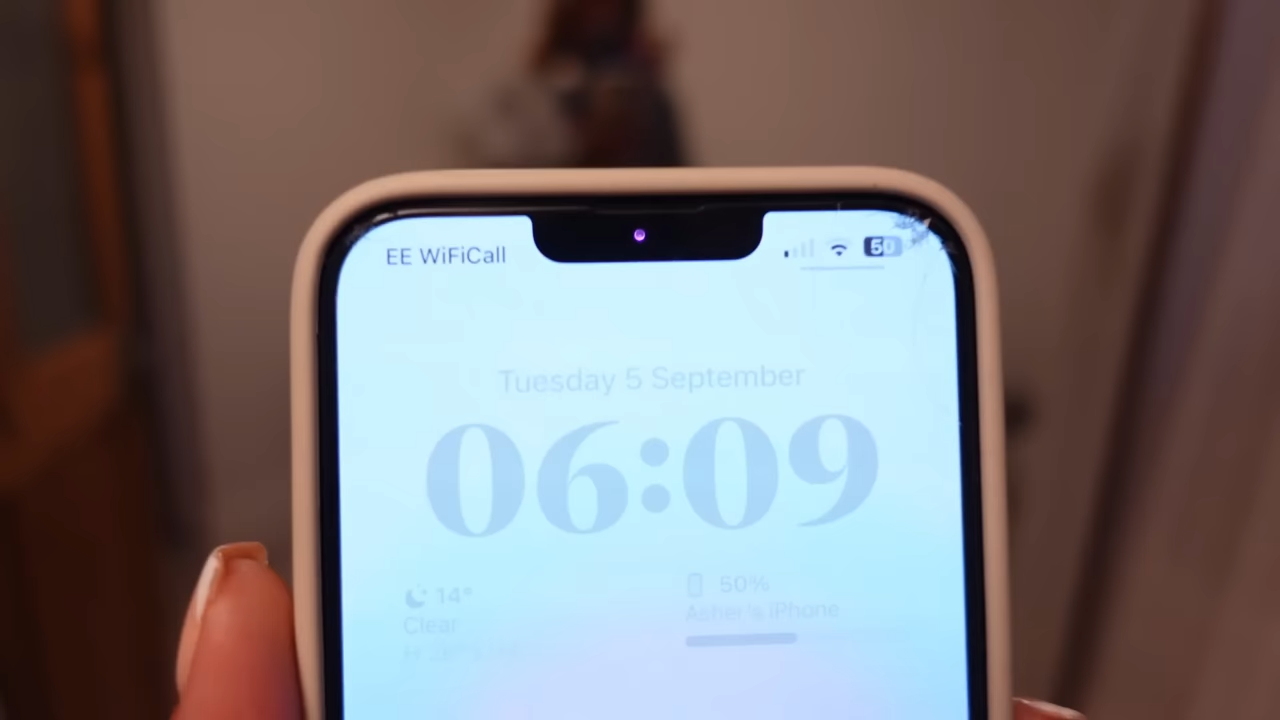 EE WiFiCall
50
Tuesday 5 September
06:09
14°
Clear
50%
Asher's iPhone